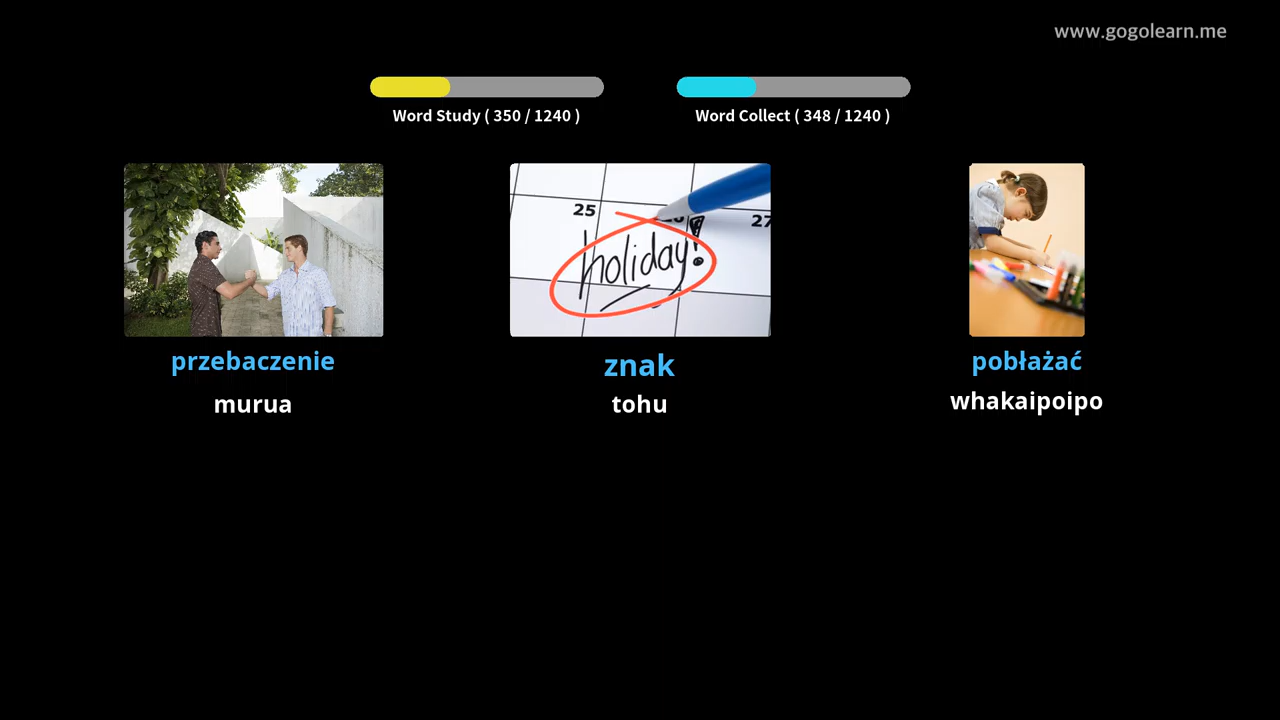 www.gogolearn.me
Word Study ( 350 / 1240 )
Word Collect ( 348 / 1240 )
25
27
holiday!
przebaczenie
znak
pobłażać
murua
tohu
whakaipoipo